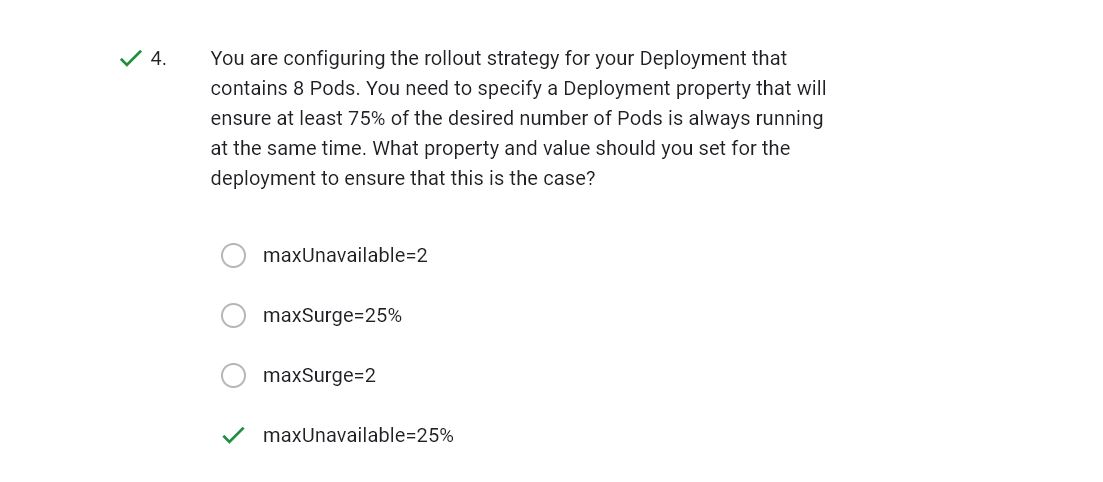 4. You are configuring the rollout strategy for your Deployment that
contains 8 Pods. You need to specify a Deployment property that will
ensure at least 75% of the desired number of Pods is always running
at the same time. What property and value should you set for the
deployment to ensure that this is the case?
maxUnavailable=2
maxSurge=25%
maxSurge=2
maxUnavailable=25%